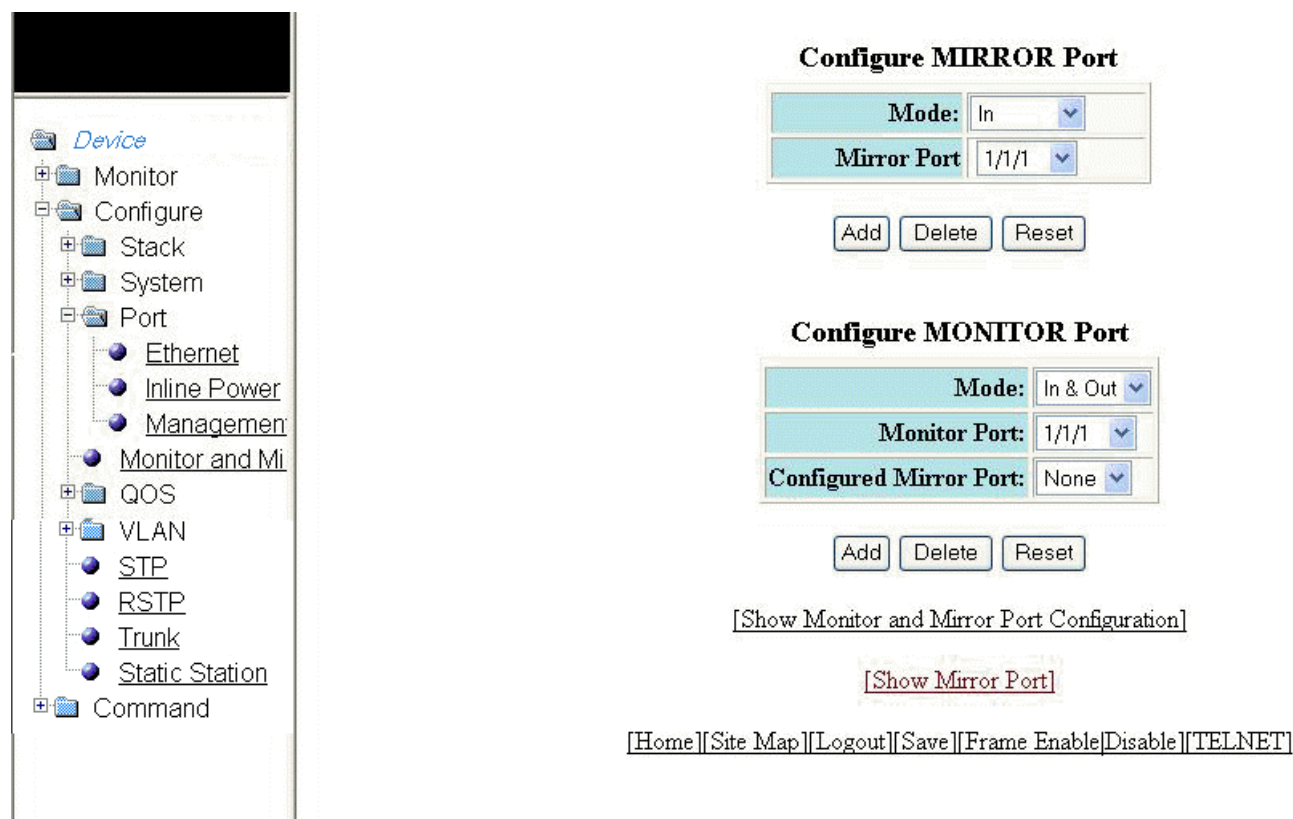 Device
Monitor
Configure
Stack
System
Port
Ethernet
Inline Power
Managemen
Monitor and Mi
QOS
VLAN
STP
RSTP
Trunk
Static Station
Command
Configure MIRROR Port
Mode: In
Mirror Port 1/1/1
Add Delete Reset
Configure MONITOR Port
Mode: In & Out
Monitor Port: 1/1/1
Configured Mirror Port: None
Add Delete Reset
[Show Monitor and Mirror Port Configuration]
[Show Mirror Port]
[Home][Site Map][Logout][Save][Frame Enable|Disable][TELNET]